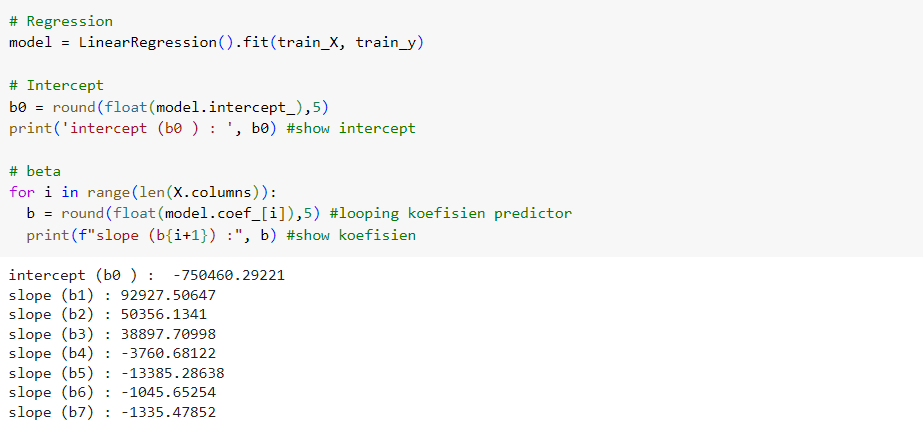 # Regression
model = LinearRegression().fit(train_X, train_y)
# Intercept
b0 = round(float(model.intercept_),5)
print('intercept (b0 ) : ', b0) #show intercept
# beta
for i in range(len(X.columns)):
  b = round(float(model.coef_[i]),5) #looping koefisien predictor
  print(f"slope (b{i+1}) :", b) #show koefisien
intercept (b0 ) :  -750460.29221
slope (b1) : 92927.50647
slope (b2) : 50356.1341
slope (b3) : 38897.70998
slope (b4) : -3760.68122
slope (b5) : -13385.28638
slope (b6) : -1045.65254
slope (b7) : -1335.47852